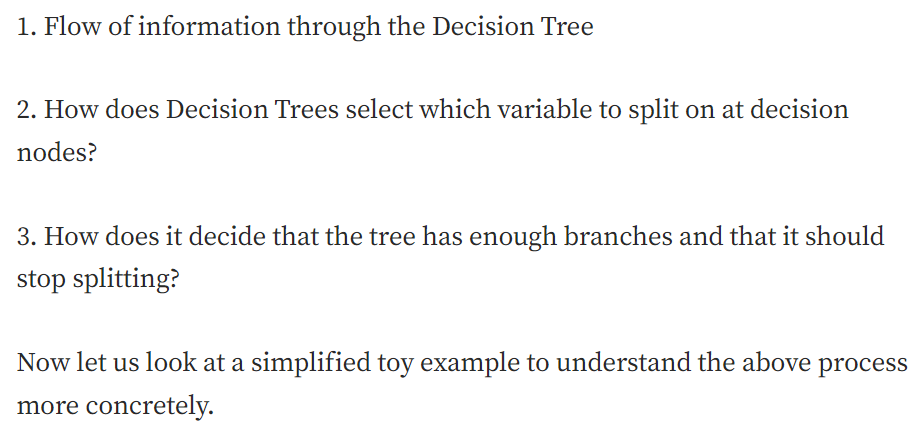 1. Flow of information through the Decision Tree
2. How does Decision Trees select which variable to split on at decision
nodes?
3. How does it decide that the tree has enough branches and that it should
stop splitting?
Now let us look at a simplified toy example to understand the above process
more concretely.